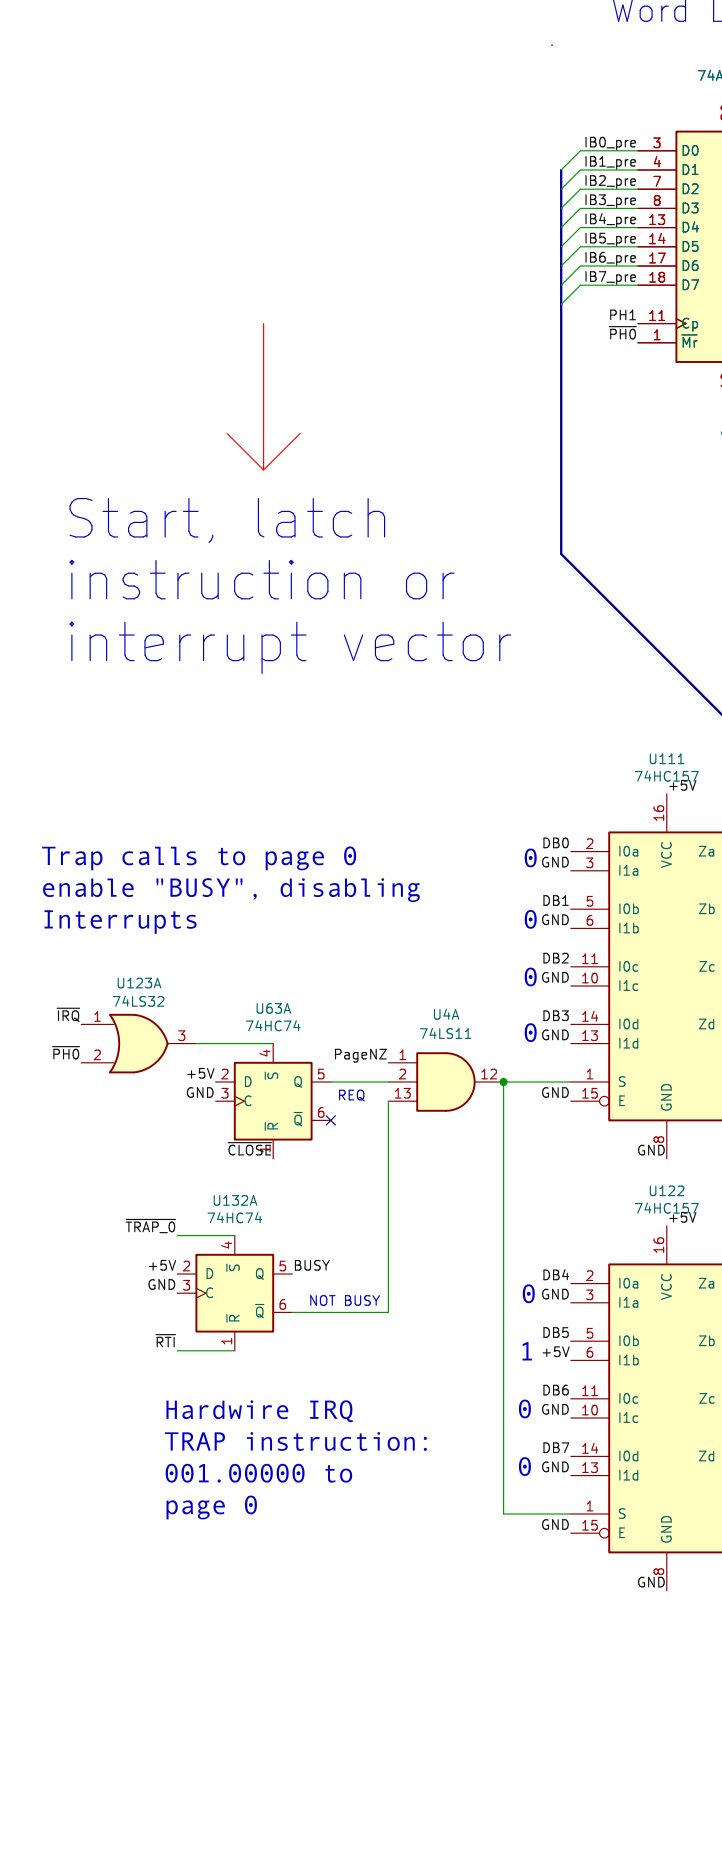 Word L
74A
IB0_pre 3 D0
IB1_pre 4 D1
IB2_pre 7 D2
IB3_pre 8 D3
IB4_pre 13 D4
IB5_pre 14 D5
IB6_pre 17 D6
IB7_pre 18 D7
PH1 11 Cp
PH0 1 Mr
Start, latch
instruction or
interrupt vector
U111
74HC157
+5V
16
VCC
Trap calls to page 0
enable "BUSY", disabling
Interrupts
DB0 2 I0a Za
0 GND 3 I1a
DB1 5 I0b Zb
0 GND 6 I1b
DB2 11 I0c Zc
0 GND 10 I1c
DB3 14 I0d Zd
0 GND 13 I1d
1 S
GND 15 E
GND
8
GND
U123A
74LS32
IRQ 1
PH0 2
3
U63A
74HC74
4
S
+5V 2 D Q 5
GND 3 C Q 6
R
1
CLOSE
REQ
U4A
74LS11
PageNZ 1
2
13
12
U132A
74HC74
TRAP_0
4
S
+5V 2 D Q 5 BUSY
GND 3 C Q 6
NOT BUSY
R
1
RTI
U122
74HC157
+5V
16
VCC
DB4 2 I0a Za
0 GND 3 I1a
DB5 5 I0b Zb
1 +5V 6 I1b
DB6 11 I0c Zc
0 GND 10 I1c
DB7 14 I0d Zd
0 GND 13 I1d
1 S
GND 15 E
GND
8
GND
Hardwire IRQ
TRAP instruction:
001.00000 to
page 0